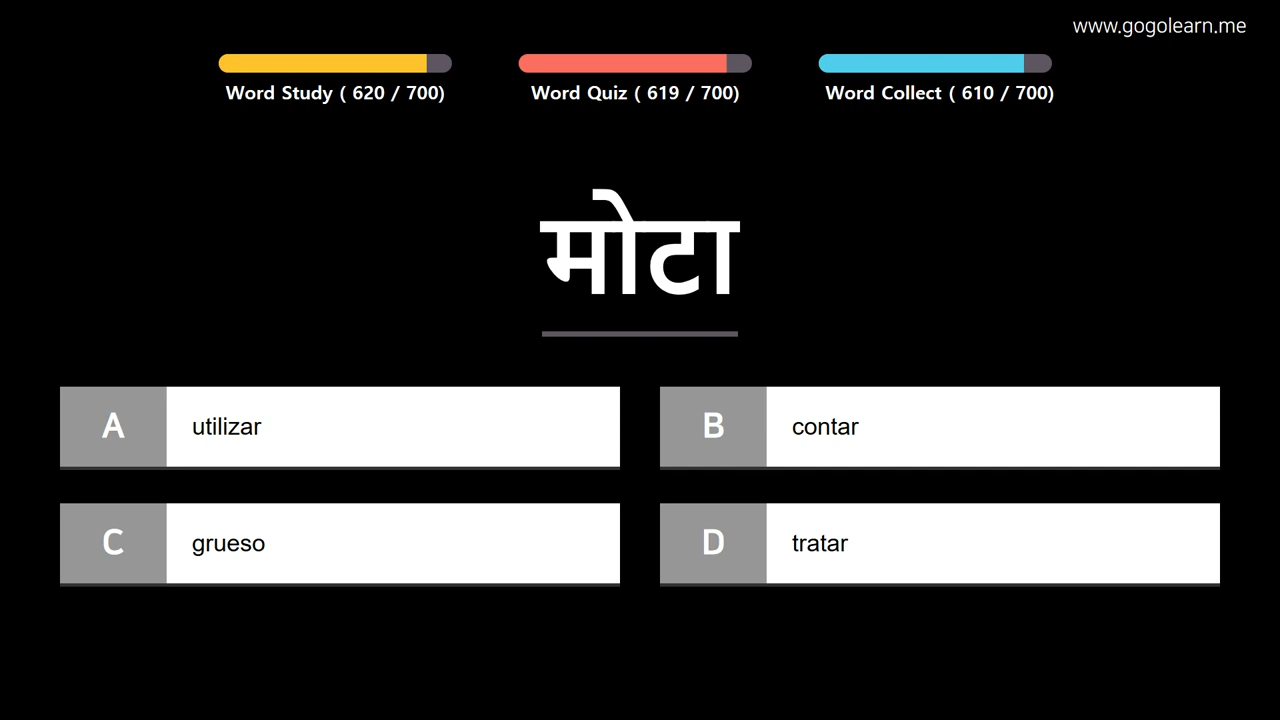 www.gogolearn.me
Word Study ( 620 / 700)
Word Quiz ( 619 / 700)
Word Collect ( 610 / 700)
मोटा
A utilizar
B contar
C grueso
D tratar